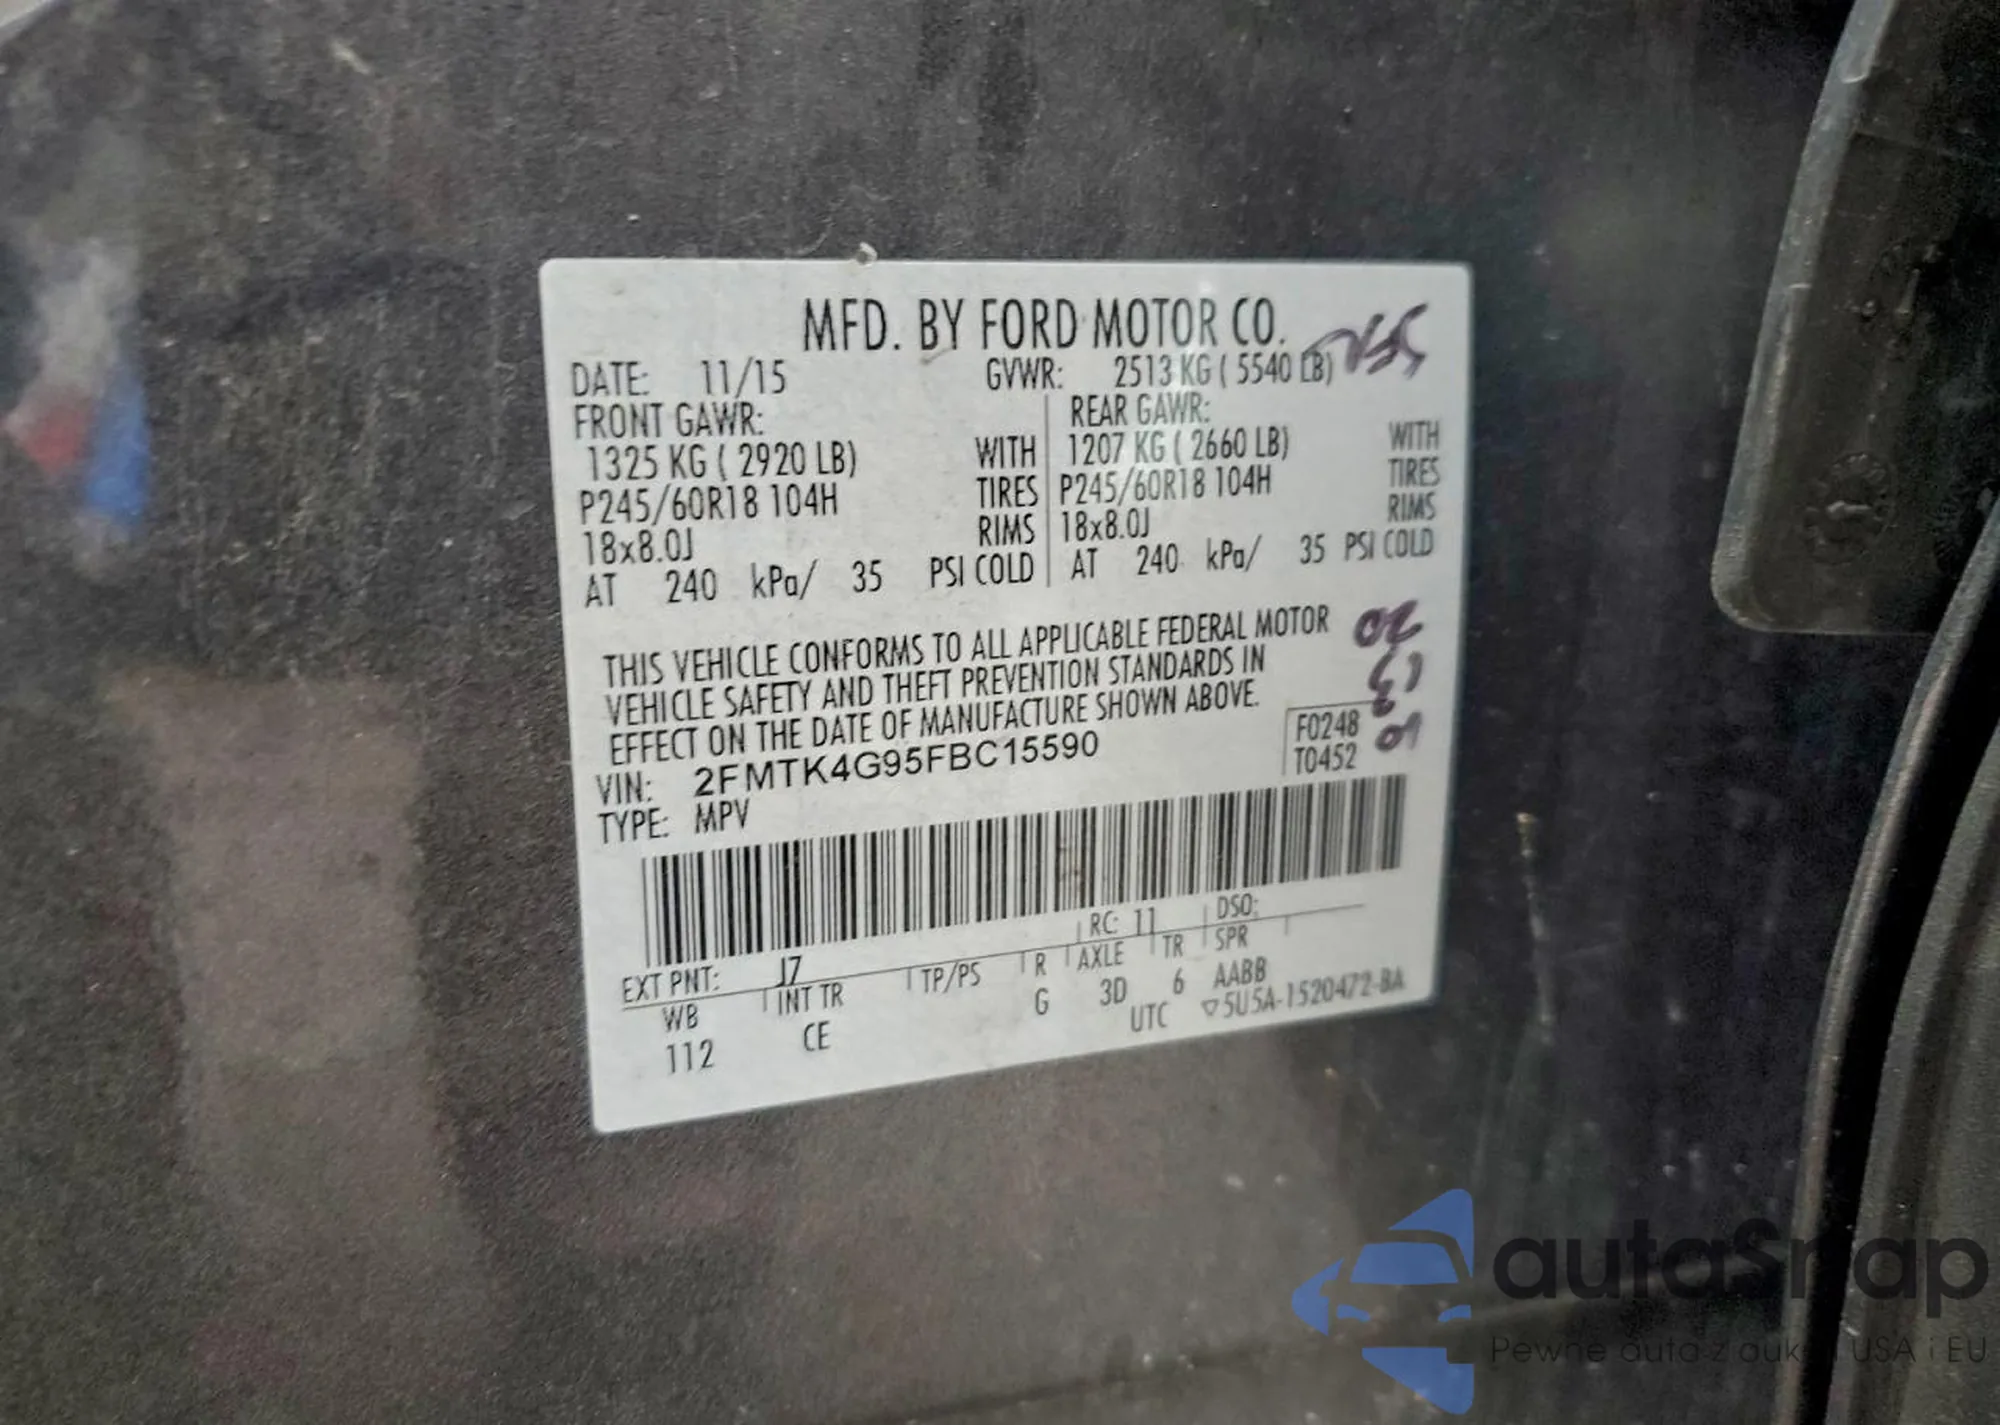 MFD. BY FORD MOTOR CO.
DATE: 11/15 GVWR: 2513 KG ( 5540 LB)
FRONT GAWR: REAR GAWR:
1325 KG ( 2920 LB) WITH 1207 KG ( 2660 LB) WITH
P245/60R18 104H TIRES P245/60R18 104H TIRES
18x8.0J RIMS 18x8.0J RIMS
AT 240 kPa/ 35 PSI COLD AT 240 kPa/ 35 PSI COLD
THIS VEHICLE CONFORMS TO ALL APPLICABLE FEDERAL MOTOR
VEHICLE SAFETY AND THEFT PREVENTION STANDARDS IN
EFFECT ON THE DATE OF MANUFACTURE SHOWN ABOVE.
VIN: 2FMTK4G95FBC15590 F0248
TYPE: MPV T0452
EXT PNT: J7 RC: 11 DSO:
WB INT TR TP/PS R AXLE TR SPR
112 CE G 3D 6 AABB
UTC ▽5U5A-1520472-BA
autaSnap
Pewne auta z auk i USA i EU